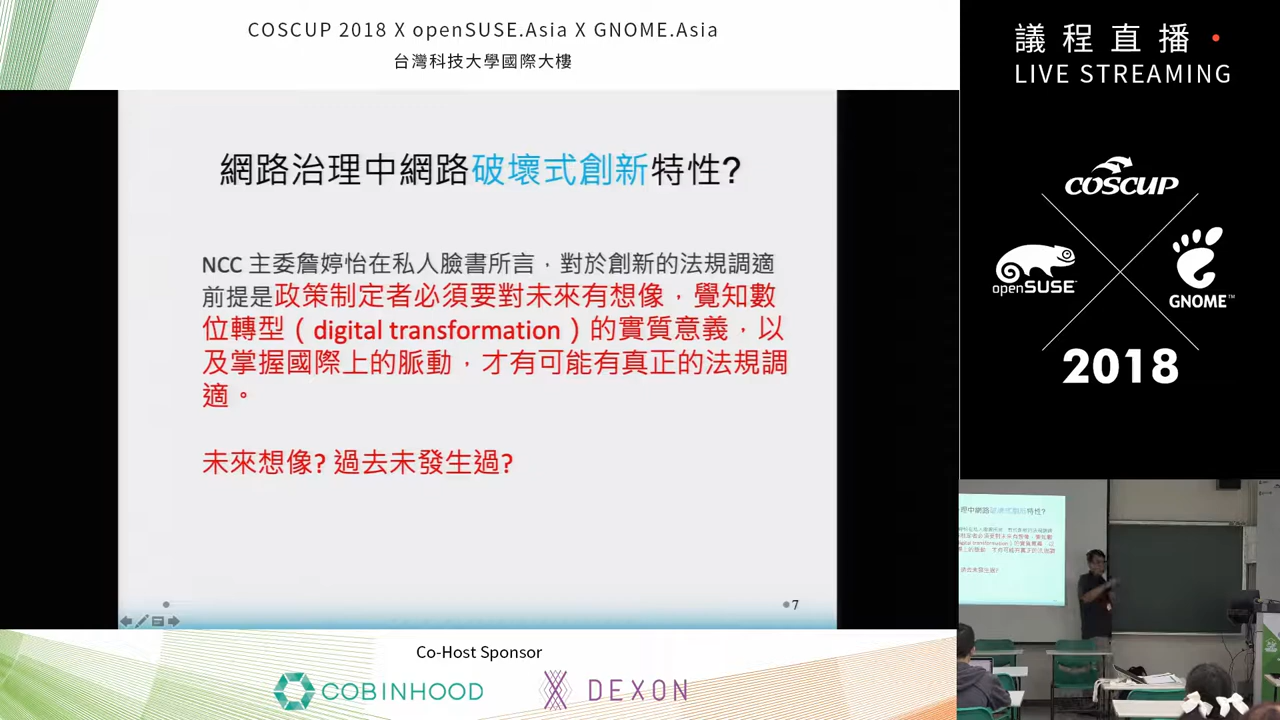 COSCUP 2018 X openSUSE.Asia X GNOME.Asia
台灣科技大學國際大樓
網路治理中網路破壞式創新特性?
NCC 主委詹婷怡在私人臉書所言，對於創新的法規調適
前提是政策制定者必須要對未來有想像，覺知數
位轉型（digital transformation）的實質意義，以
及掌握國際上的脈動，才有可能有真正的法規調
適。
未來想像? 過去未發生過?
7
Co-Host Sponsor
COBINHOOD
DEXON
議程直播
LIVE STREAMING
COSCUP
openSUSE
GNOME™
2018